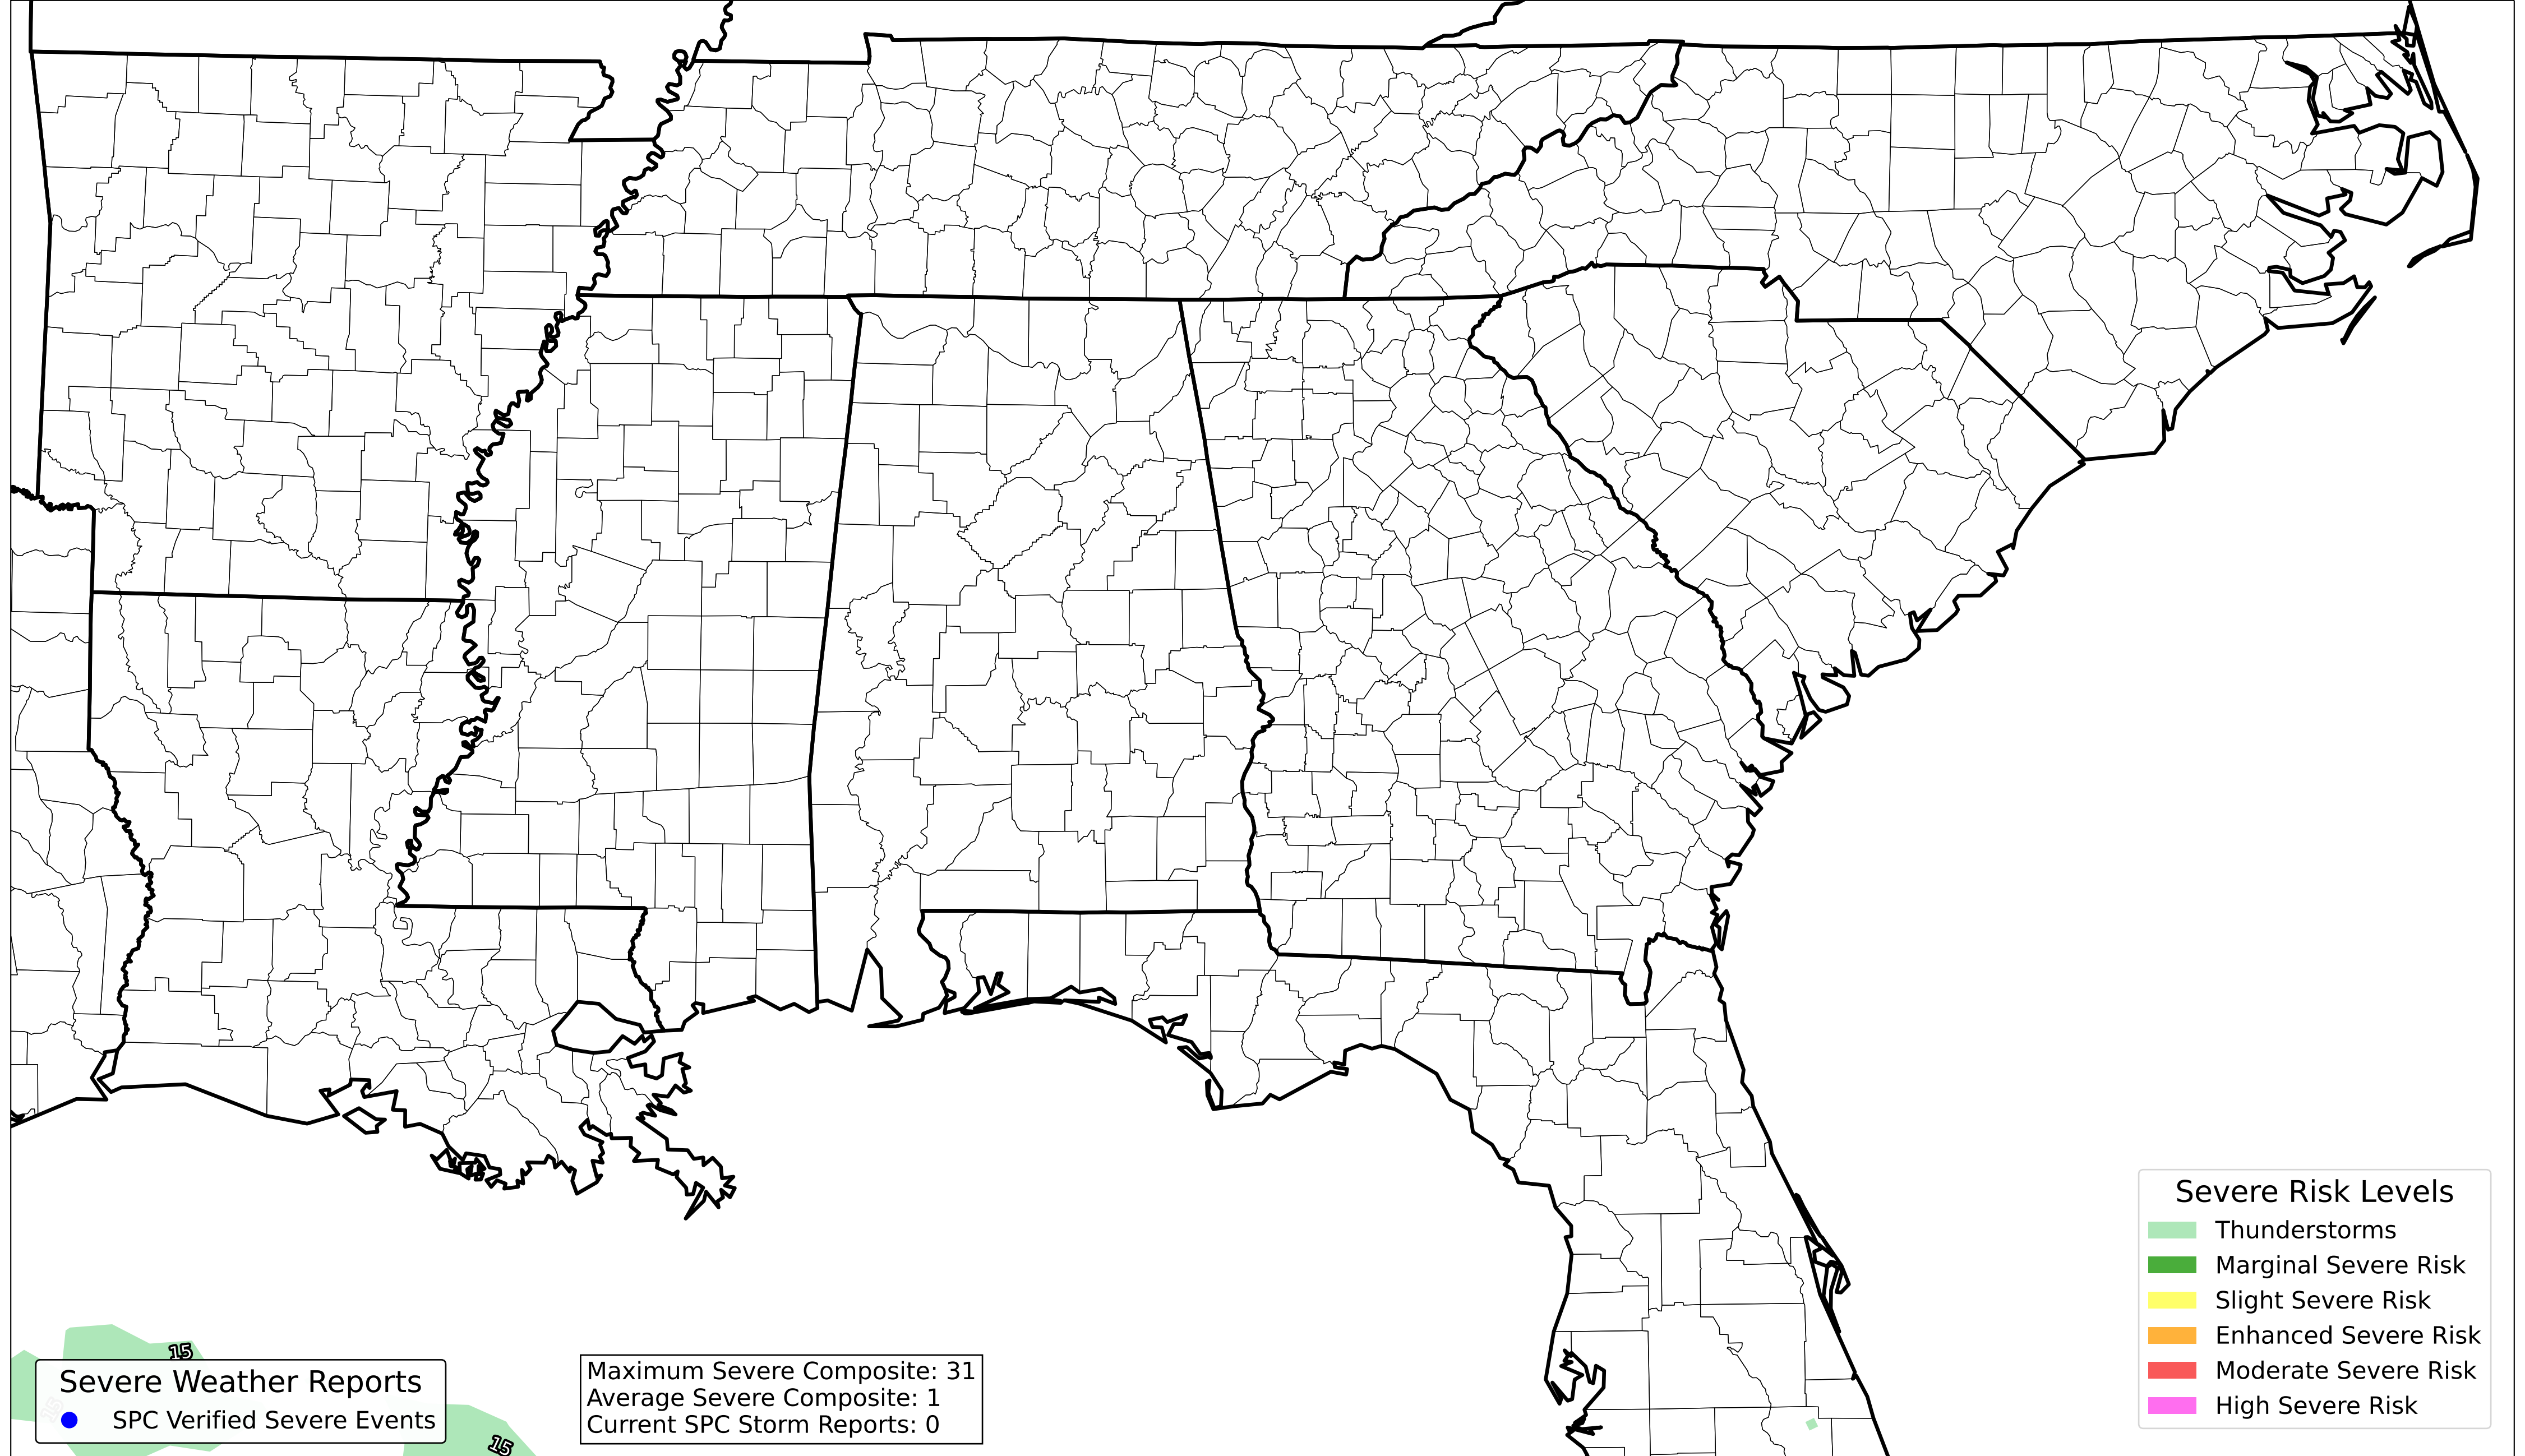 15
Severe Weather Reports
SPC Verified Severe Events
15
Maximum Severe Composite: 31
Average Severe Composite: 1
Current SPC Storm Reports: 0
Severe Risk Levels
Thunderstorms
Marginal Severe Risk
Slight Severe Risk
Enhanced Severe Risk
Moderate Severe Risk
High Severe Risk